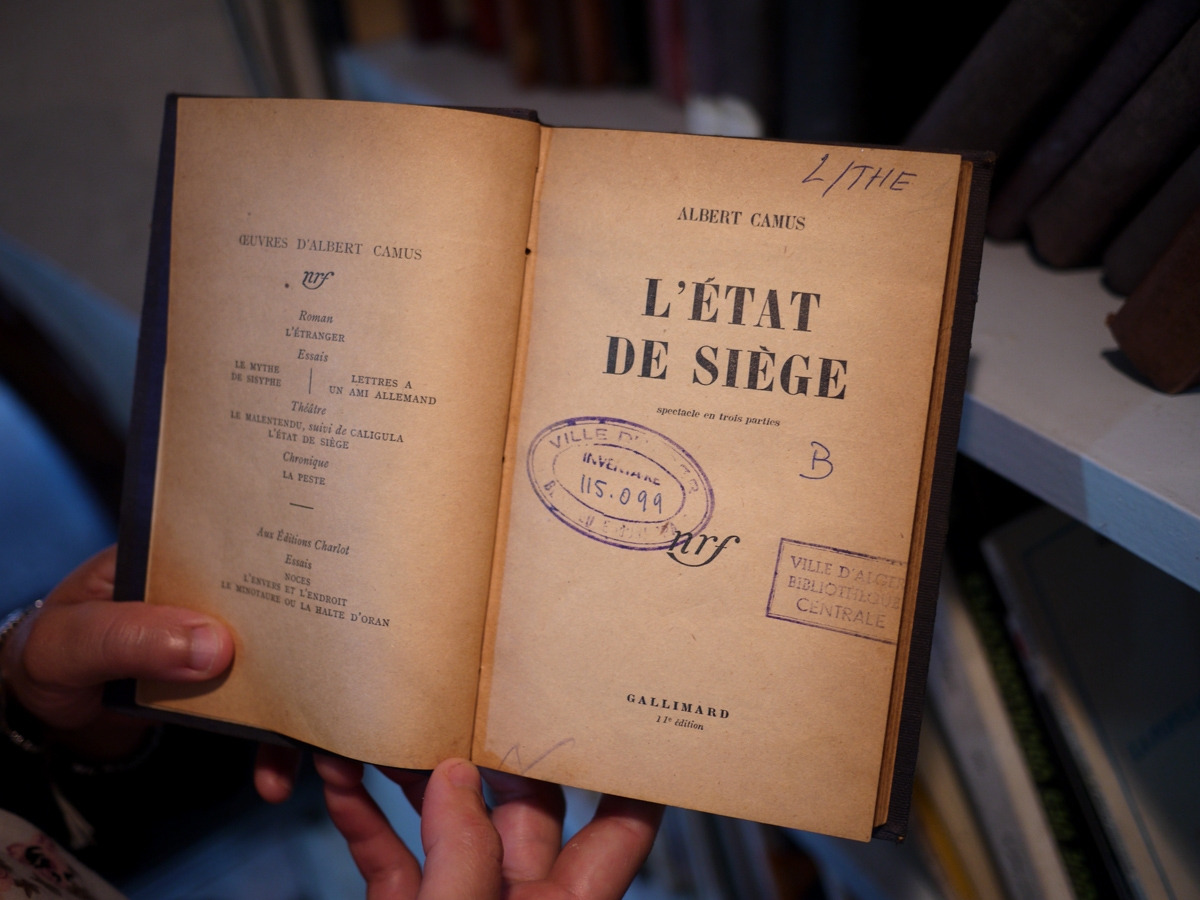 ŒUVRES D'ALBERT CAMUS
nrf
Roman
L'ÉTRANGER
Essais
LE MYTHE
DE SISYPHE
LETTRES A
UN AMI ALLEMAND
Théâtre
LE MALENTENDU, suivi de CALIGULA
L'ÉTAT DE SIÈGE
Chronique
LA PESTE
Aux Éditions Charlot
Essais
NOCES
L'ENVERS ET L'ENDROIT
LE MINOTAURE OU LA HALTE D'ORAN
L/THE
ALBERT CAMUS
L'ÉTAT
DE SIÈGE
spectacle en trois parties
B
VILLE
INVENTAIRE
115.099
nrf
VILLE D'ALGER
BIBLIOTHÈQUE
CENTRALE
GALLIMARD
11e édition